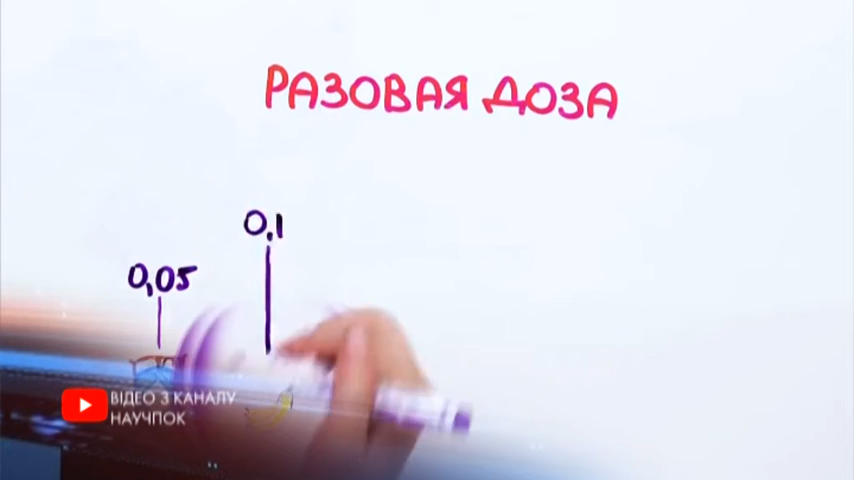 РАЗОВАЯ ДОЗА
0,1
0,05
ВІДЕО З КАНАЛУ
НАУЧПОК